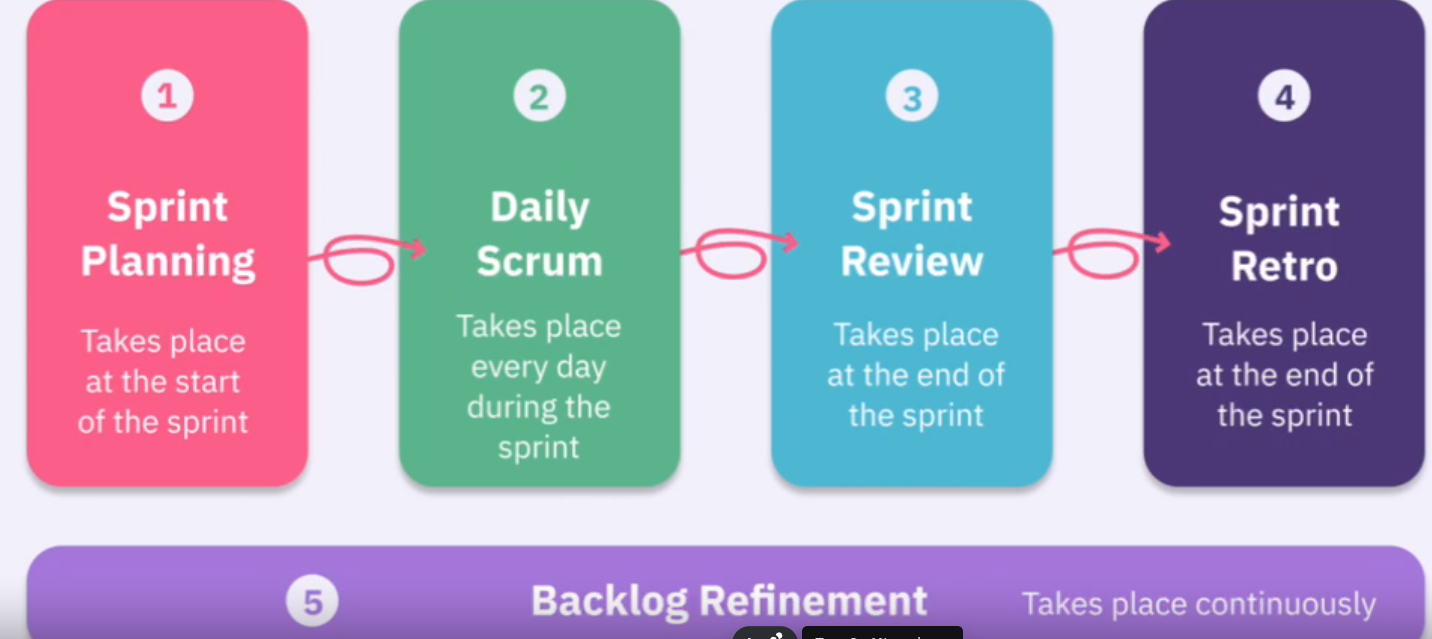 1
Sprint
Planning
Takes place
at the start
of the sprint
2
Daily
Scrum
Takes place
every day
during the
sprint
3
Sprint
Review
Takes place
at the end of
the sprint
4
Sprint
Retro
Takes place
at the end of
the sprint
5
Backlog Refinement
Takes place continuously